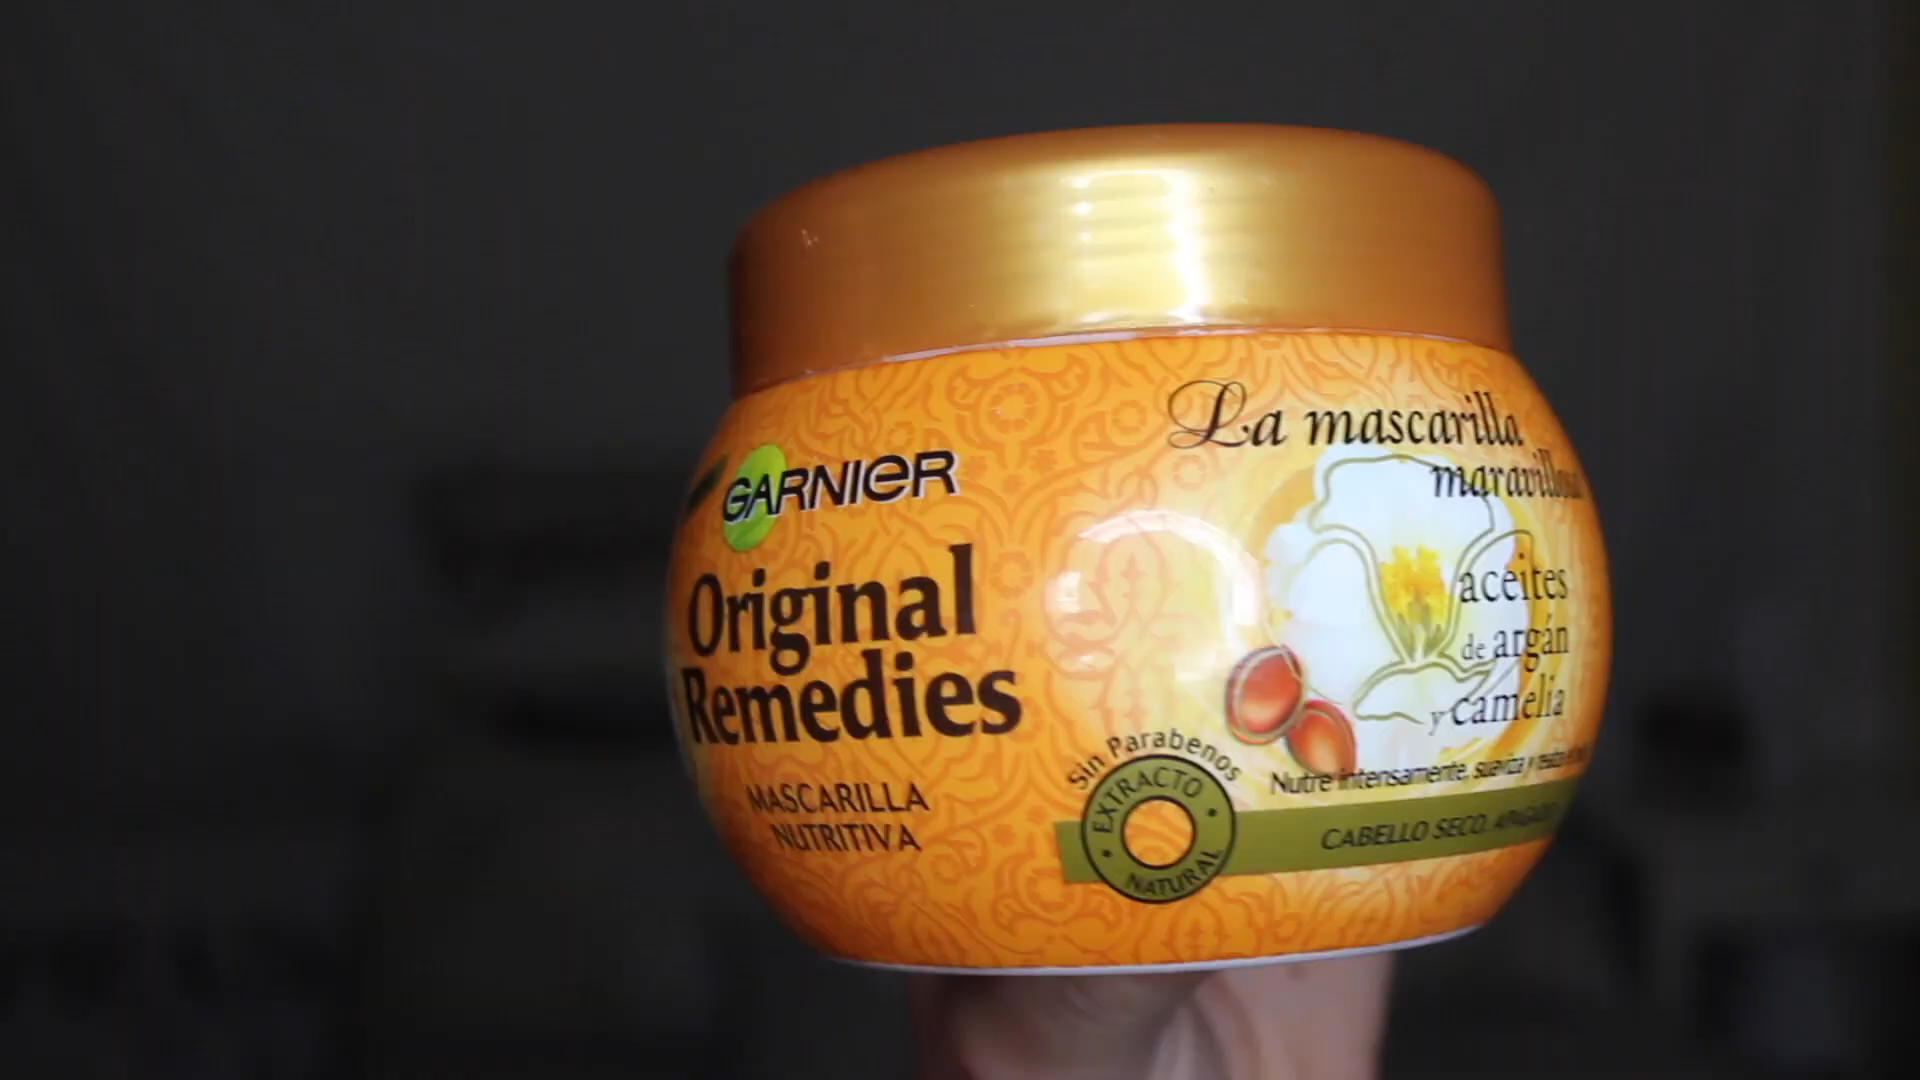 GARNIER
Original
Remedies
MASCARILLA
NUTRITIVA
La mascarilla
maravillosa
aceites
de argán
y camelia
Sin Parabenos
EXTRACTO
NATURAL
Nutre intensamente, suaviza y
CABELLO SECO,